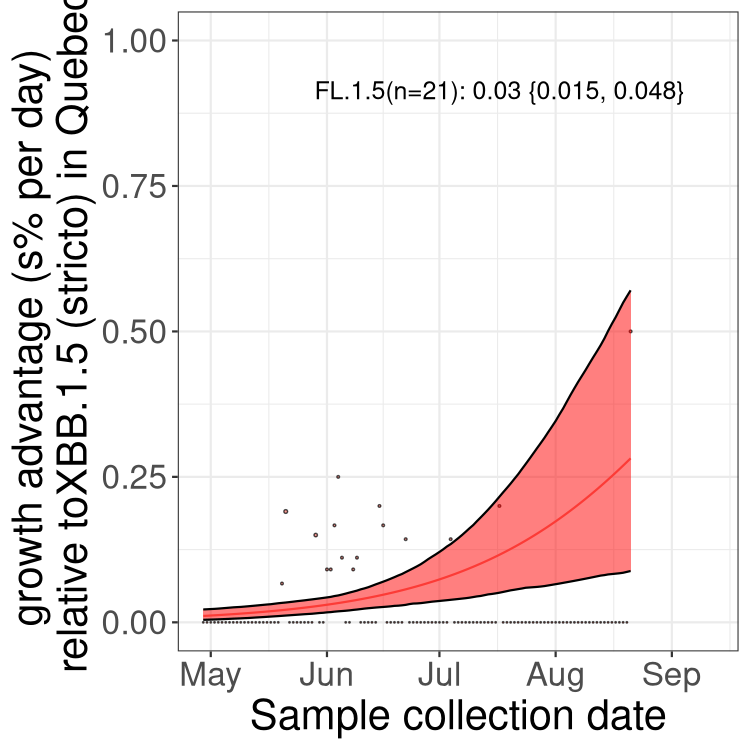 growth advantage (s% per day)
relative toXBB.1.5 (stricto) in Quebec
1.00
0.75
0.50
0.25
0.00
FL.1.5(n=21): 0.03 {0.015, 0.048}
May Jun Jul Aug Sep
Sample collection date